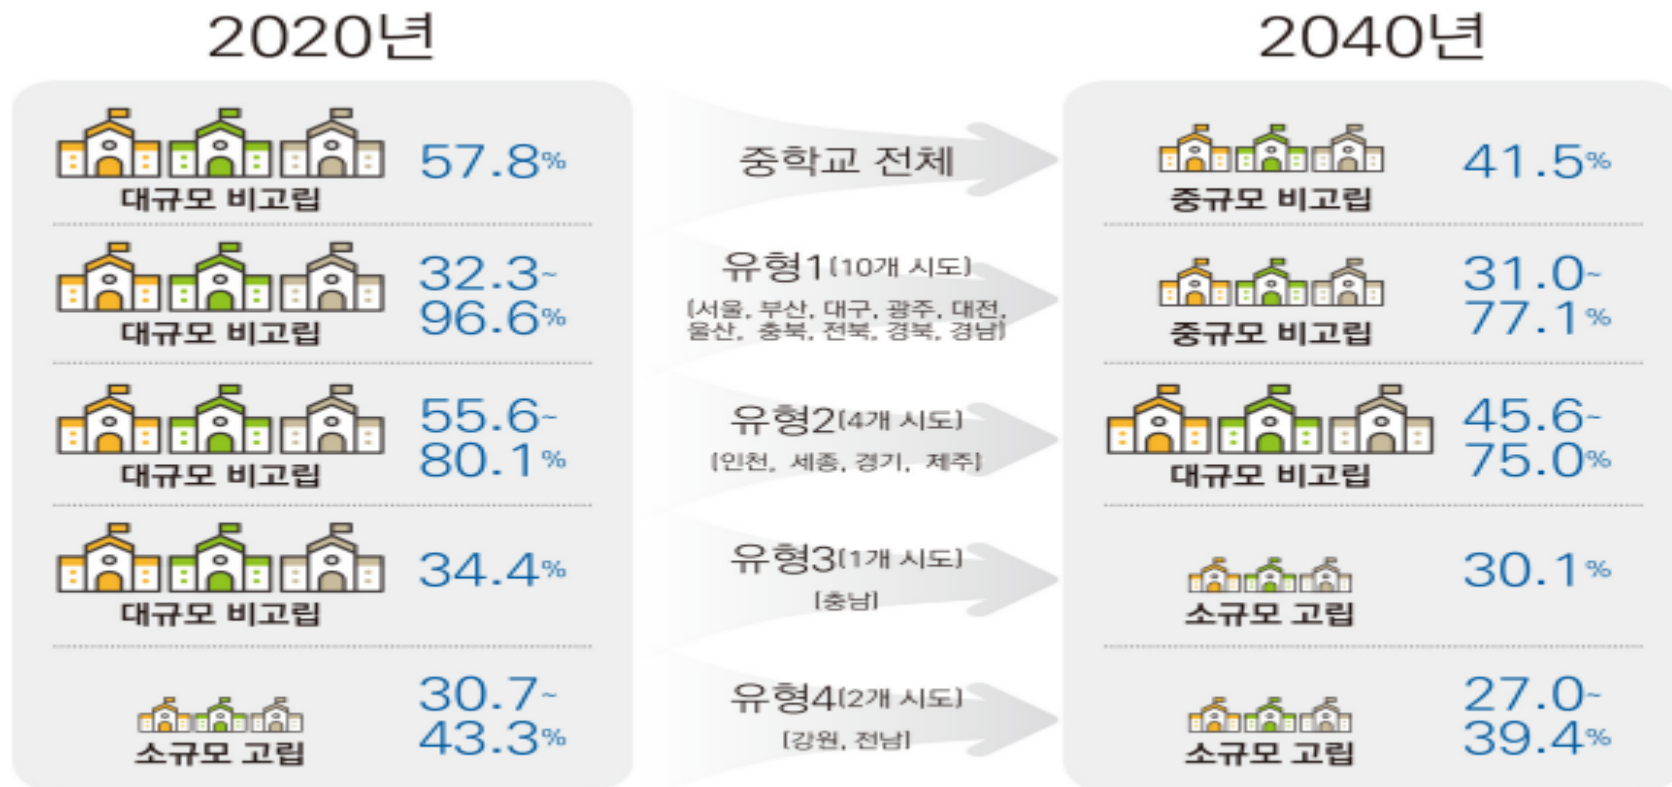 2020년
2040년
57.8%
대규모 비고립
중학교 전체
41.5%
중규모 비고립
32.3~
96.6%
대규모 비고립
유형1(10개 시도)
(서울, 부산, 대구, 광주, 대전,
울산, 충북, 전북, 경북, 경남)
31.0~
77.1%
중규모 비고립
55.6~
80.1%
대규모 비고립
유형2(4개 시도)
(인천, 세종, 경기, 제주)
45.6~
75.0%
대규모 비고립
34.4%
대규모 비고립
유형3(1개 시도)
(충남)
30.1%
소규모 고립
30.7~
43.3%
소규모 고립
유형4(2개 시도)
(강원, 전남)
27.0~
39.4%
소규모 고립